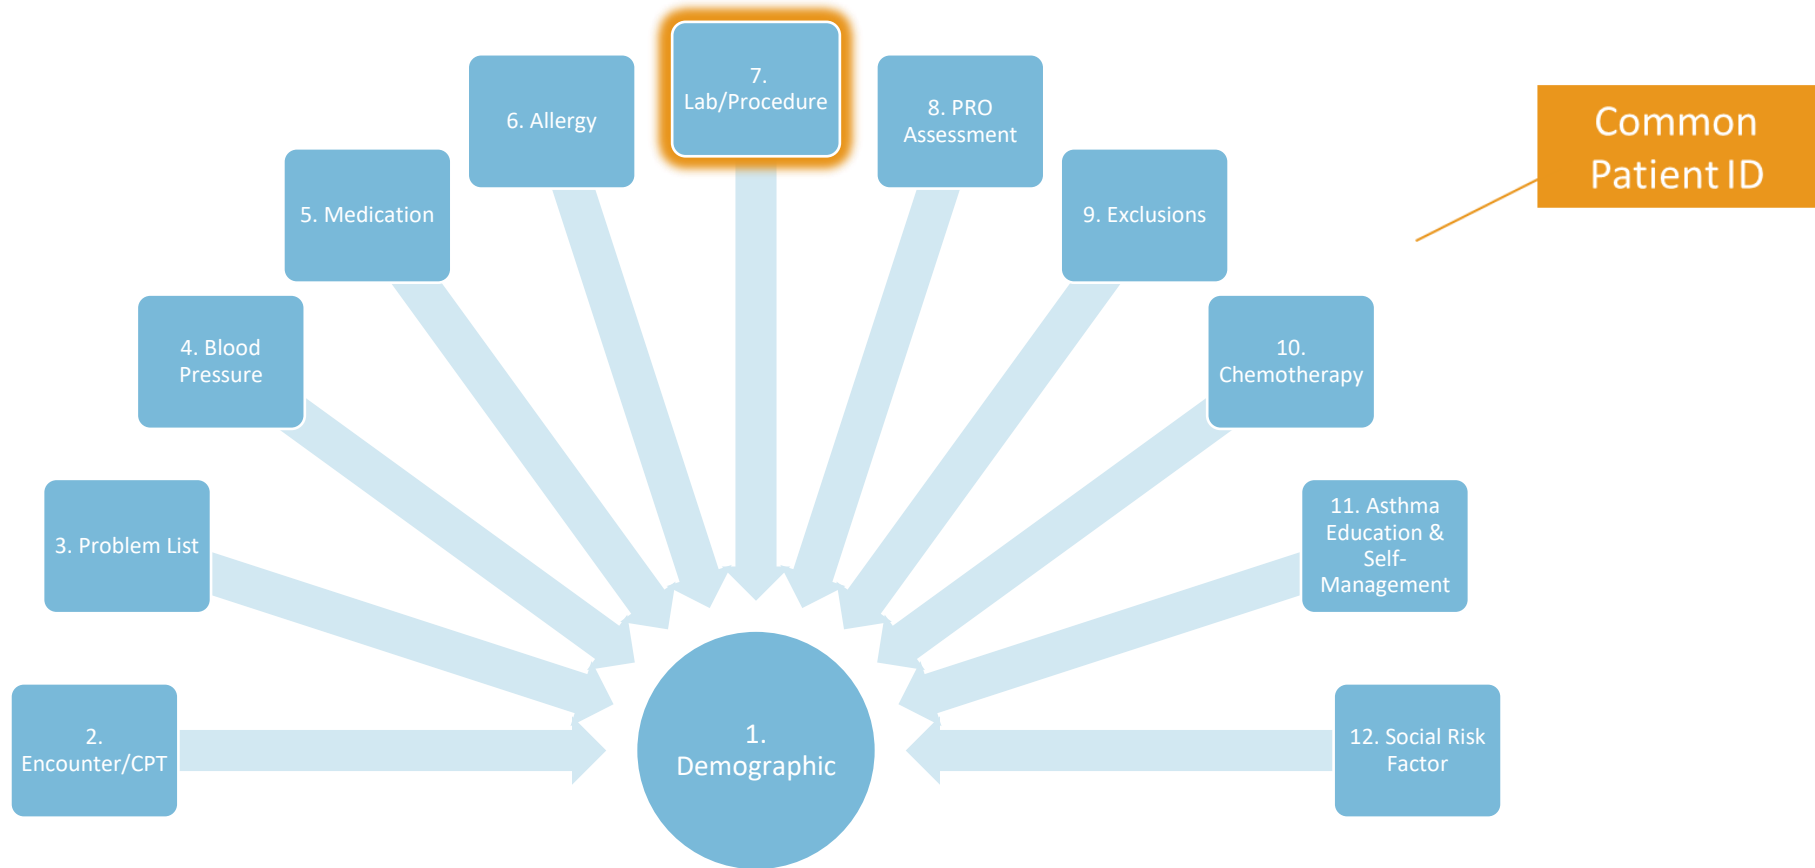 7.
Lab/Procedure
6. Allergy
8. PRO
Assessment
Common
Patient ID
5. Medication
9. Exclusions
4. Blood
Pressure
10.
Chemotherapy
3. Problem List
11. Asthma
Education &
Self-
Management
2.
Encounter/CPT
1.
Demographic
12. Social Risk
Factor